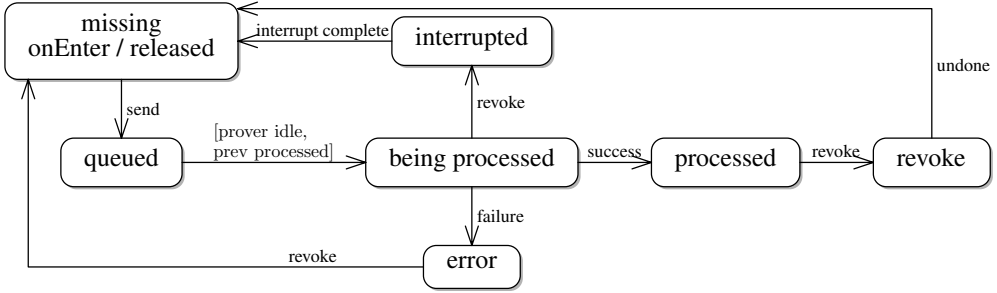 missing
onEnter / released
interrupt complete
interrupted
undone
send
revoke
[prover idle,
prev processed]
queued
being processed
success
processed
revoke
revoke
failure
revoke
error